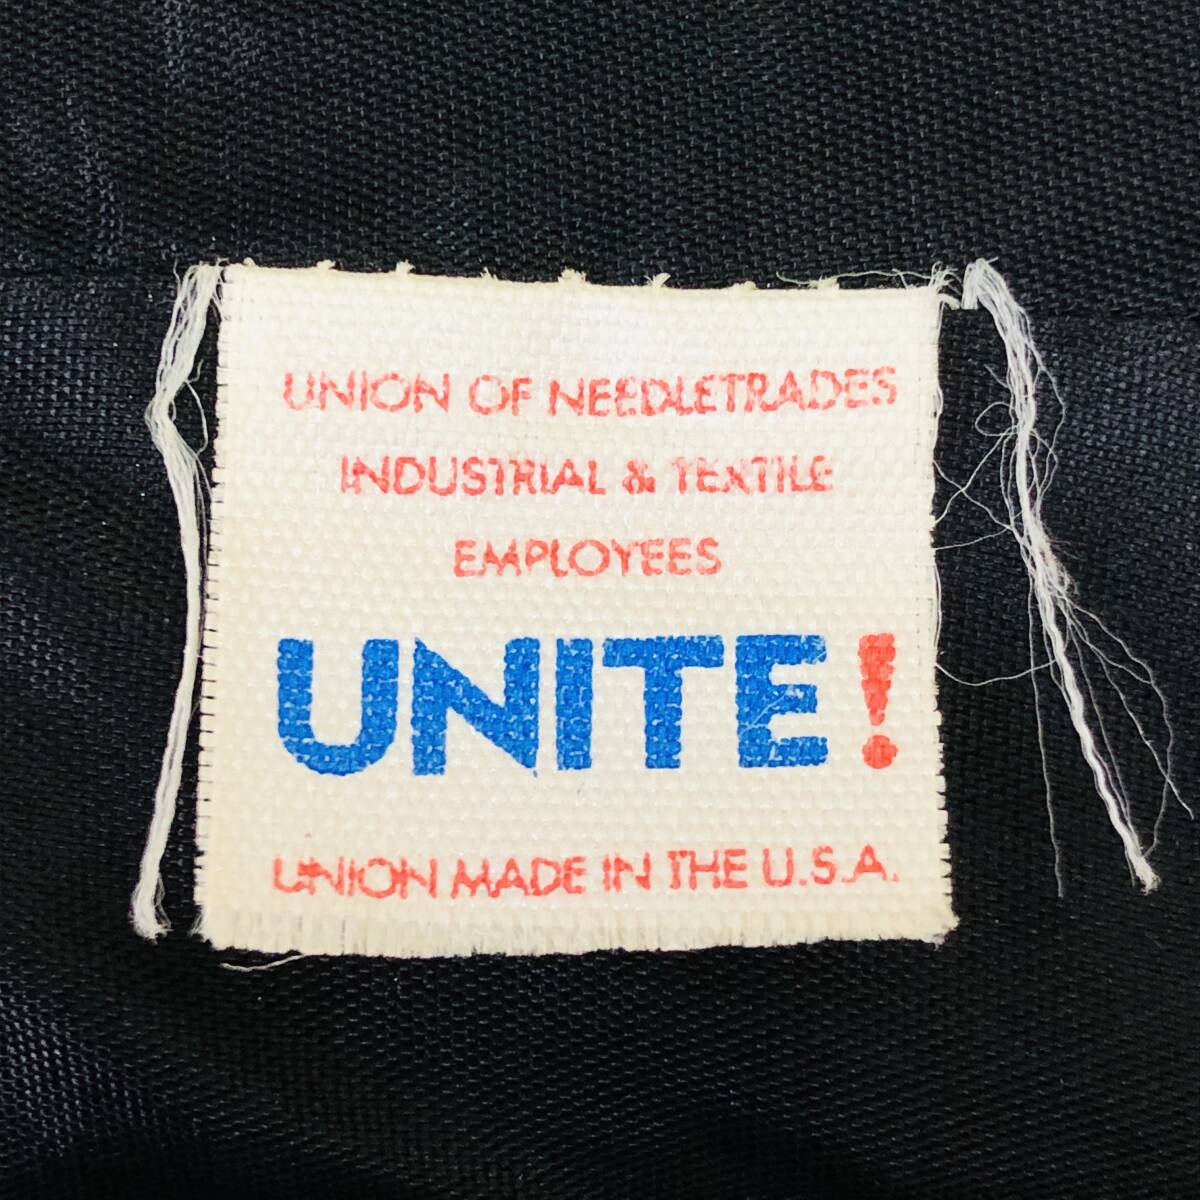 UNION OF NEEDLETRADES
INDUSTRIAL & TEXTILE
EMPLOYEES
UNITE!
UNION MADE IN THE U.S.A.